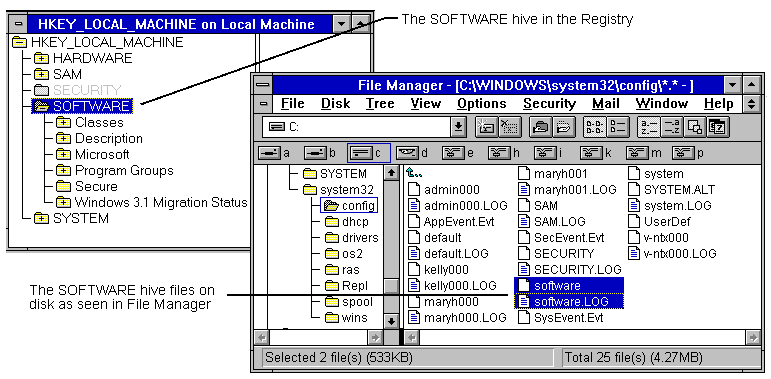 HKEY_LOCAL_MACHINE on Local Machine
The SOFTWARE hive in the Registry
HKEY_LOCAL_MACHINE
HARDWARE
SAM
SECURITY
SOFTWARE
Classes
Description
Microsoft
Program Groups
Secure
Windows 3.1 Migration Status
SYSTEM
The SOFTWARE hive files on
disk as seen in File Manager
File Manager - [C:\WINDOWS\system32\config\*.* - ]
File Disk Tree View Options Security Mail Window Help
C:
a b c d e h i k m p
SYSTEM
system32
config
dhcp
drivers
os2
ras
Repl
spool
wins
..
admin000
admin000.LOG
AppEvent.Evt
default
default.LOG
kelly000
kelly000.LOG
maryh000
maryh000.LOG
maryh001
maryh001.LOG
SAM
SAM.LOG
SecEvent.Evt
SECURITY
SECURITY.LOG
software
software.LOG
SysEvent.Evt
system
SYSTEM.ALT
system.LOG
UserDef
v-ntx000
v-ntx000.LOG
Selected 2 file(s) (533KB)
Total 25 file(s) (4.27MB)